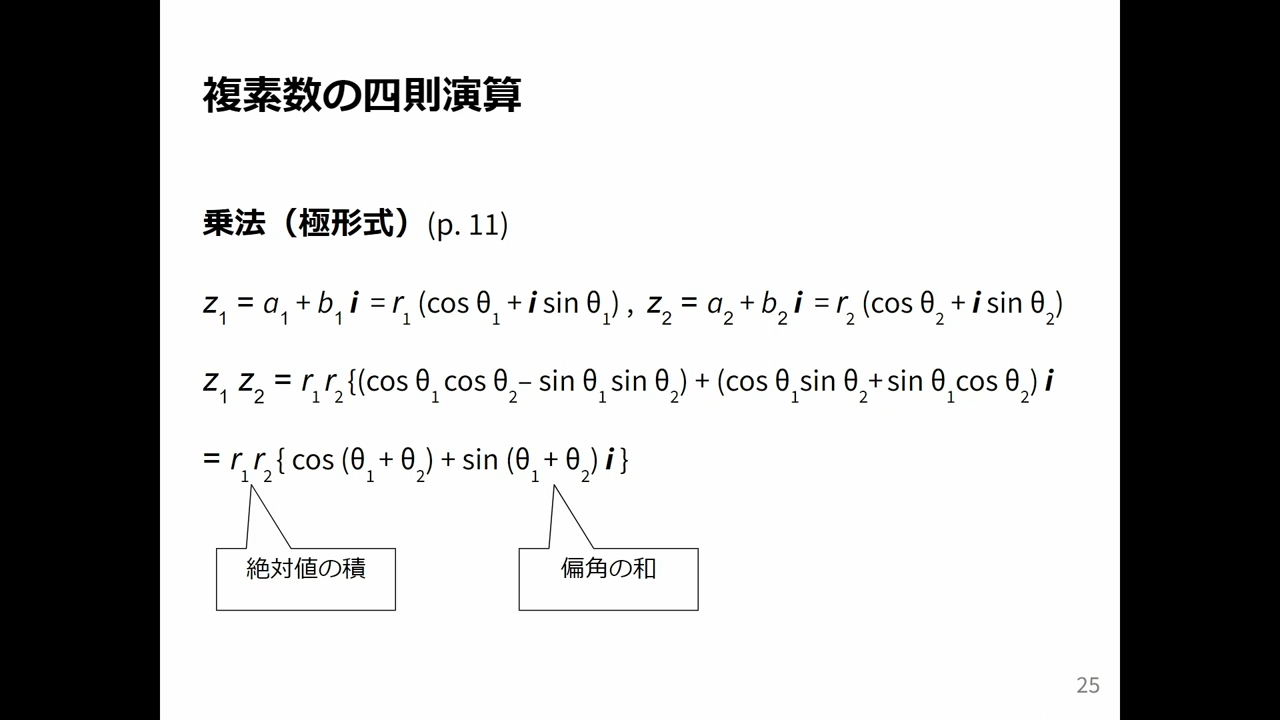 複素数の四則演算
乗法（極形式）(p. 11)
z₁ = a₁ + b₁ i = r₁ (cos θ₁ + i sin θ₁) , z₂ = a₂ + b₂ i = r₂ (cos θ₂ + i sin θ₂)
z₁ z₂ = r₁ r₂ {(cos θ₁ cos θ₂ – sin θ₁ sin θ₂) + (cos θ₁ sin θ₂ + sin θ₁ cos θ₂) i
= r₁ r₂ { cos (θ₁ + θ₂) + sin (θ₁ + θ₂) i }
絶対値の積
偏角の和
25